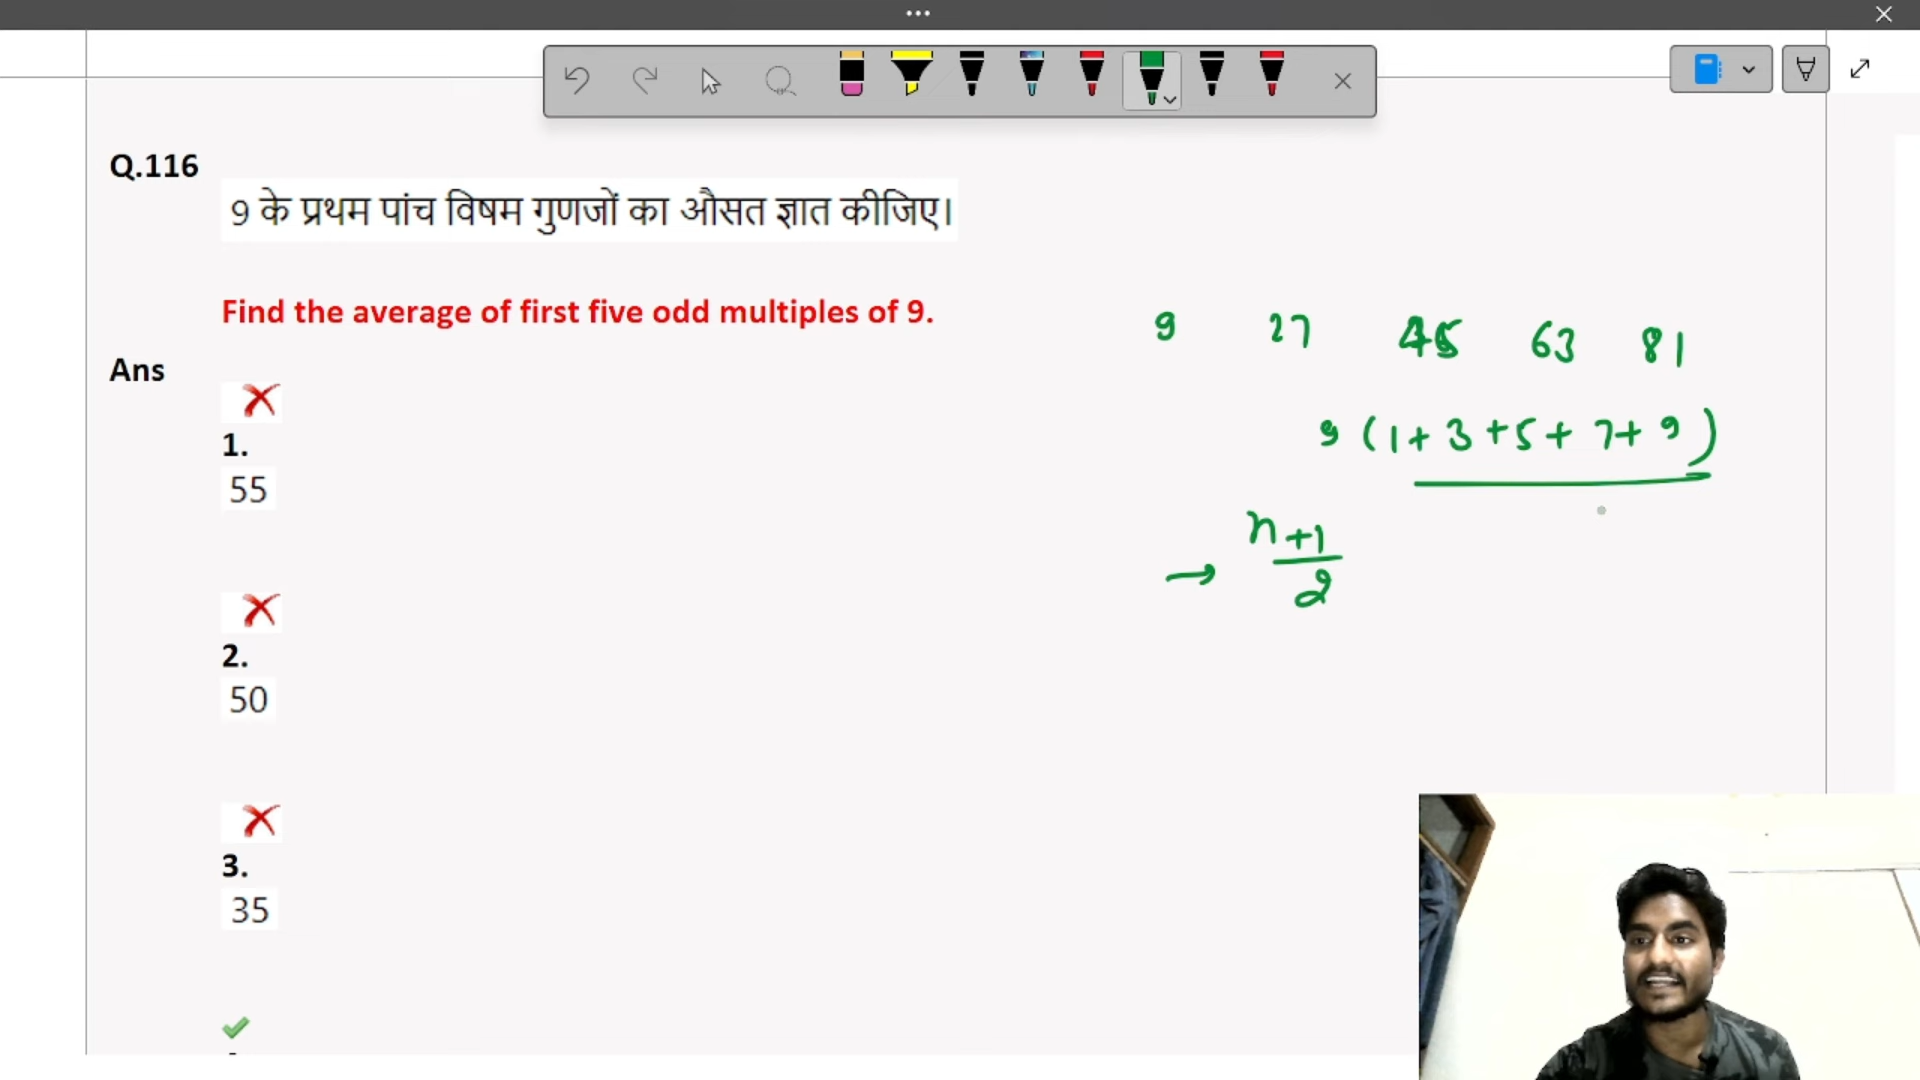 Q.116
9 के प्रथम पांच विषम गुणजों का औसत ज्ञात कीजिए।
Find the average of first five odd multiples of 9.
Ans
1.
55
2.
50
3.
35
9 27 45 63 81
9 (1+3+5+7+9)
→ n+1
2